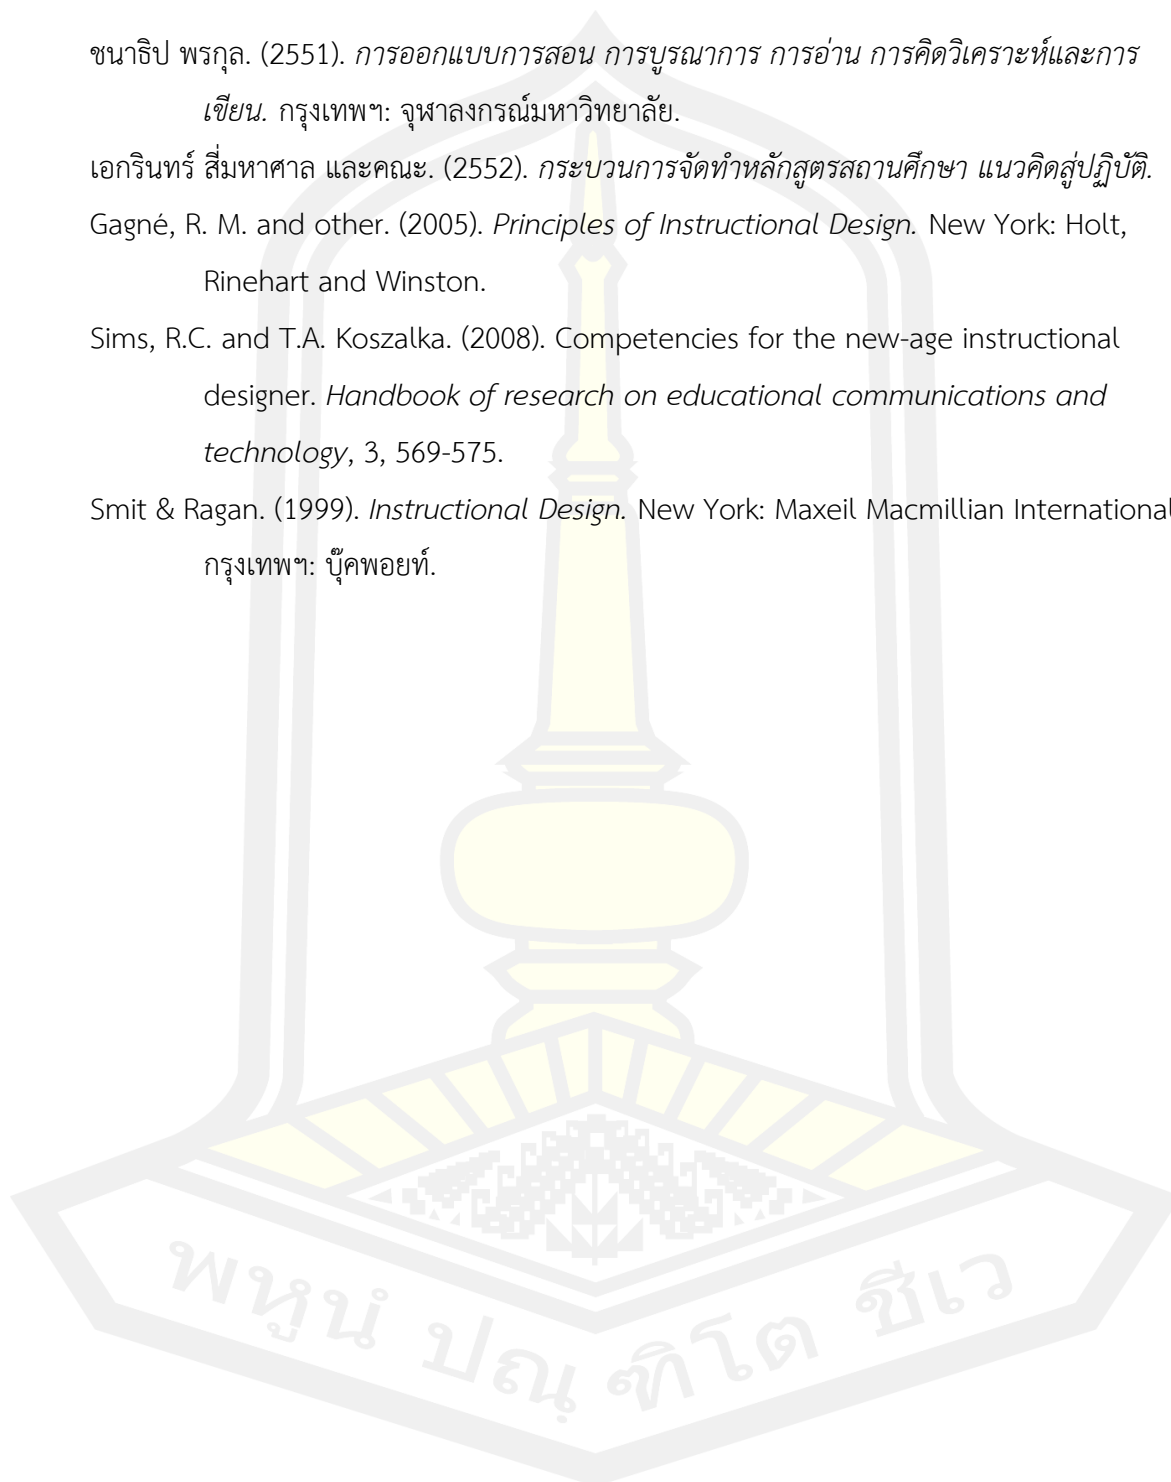 ชนาธิป พรกุล. (2551). การออกแบบการสอน การบูรณาการ การอ่าน การคิดวิเคราะห์และการ
เขียน. กรุงเทพฯ: จุฬาลงกรณ์มหาวิทยาลัย.
เอกรินทร์ สี่มหาศาล และคณะ. (2552). กระบวนการจัดทำหลักสูตรสถานศึกษา แนวคิดสู่ปฏิบัติ.
Gagné, R. M. and other. (2005). Principles of Instructional Design. New York: Holt,
Rinehart and Winston.
Sims, R.C. and T.A. Koszalka. (2008). Competencies for the new-age instructional
designer. Handbook of research on educational communications and
technology, 3, 569-575.
Smit & Ragan. (1999). Instructional Design. New York: Maxeil Macmillian International
กรุงเทพฯ: บุ๊คพอยท์.
พหูนํ ปณฺฑิโต ชีเว